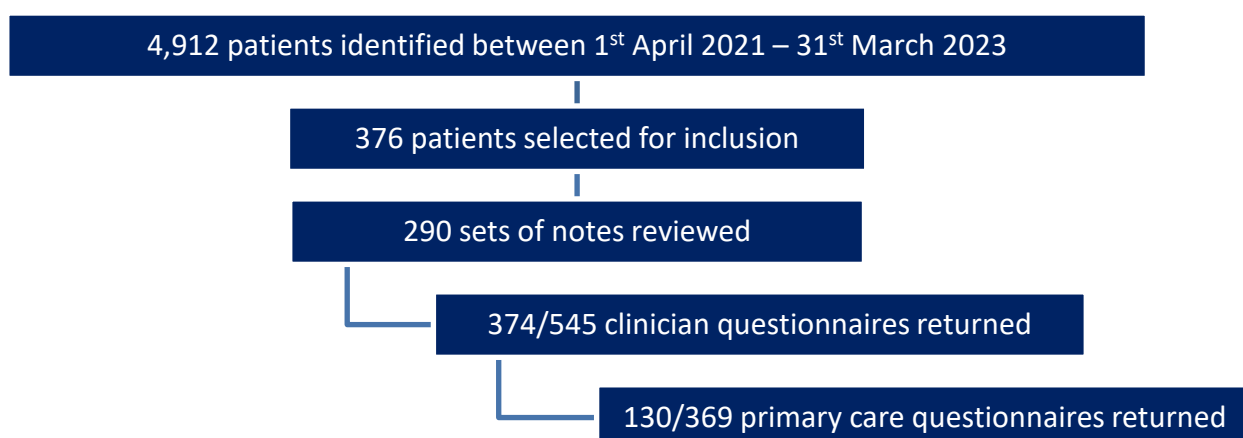 4,912 patients identified between 1st April 2021 – 31st March 2023
376 patients selected for inclusion
290 sets of notes reviewed
374/545 clinician questionnaires returned
130/369 primary care questionnaires returned